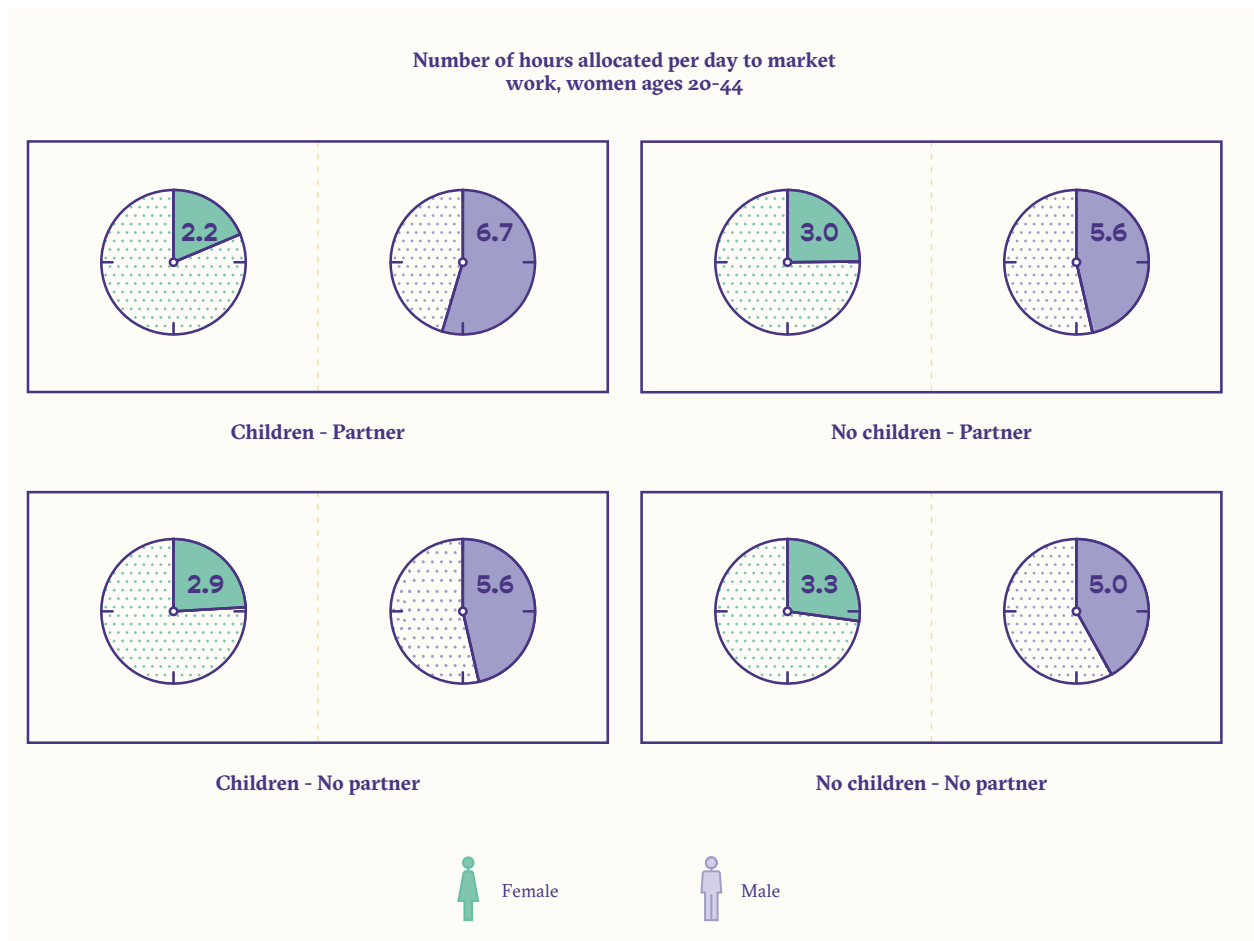 Number of hours allocated per day to market
work, women ages 20-44
2.2
6.7
3.0
5.6
Children - Partner
No children - Partner
2.9
5.6
3.3
5.0
Children - No partner
No children - No partner
Female
Male